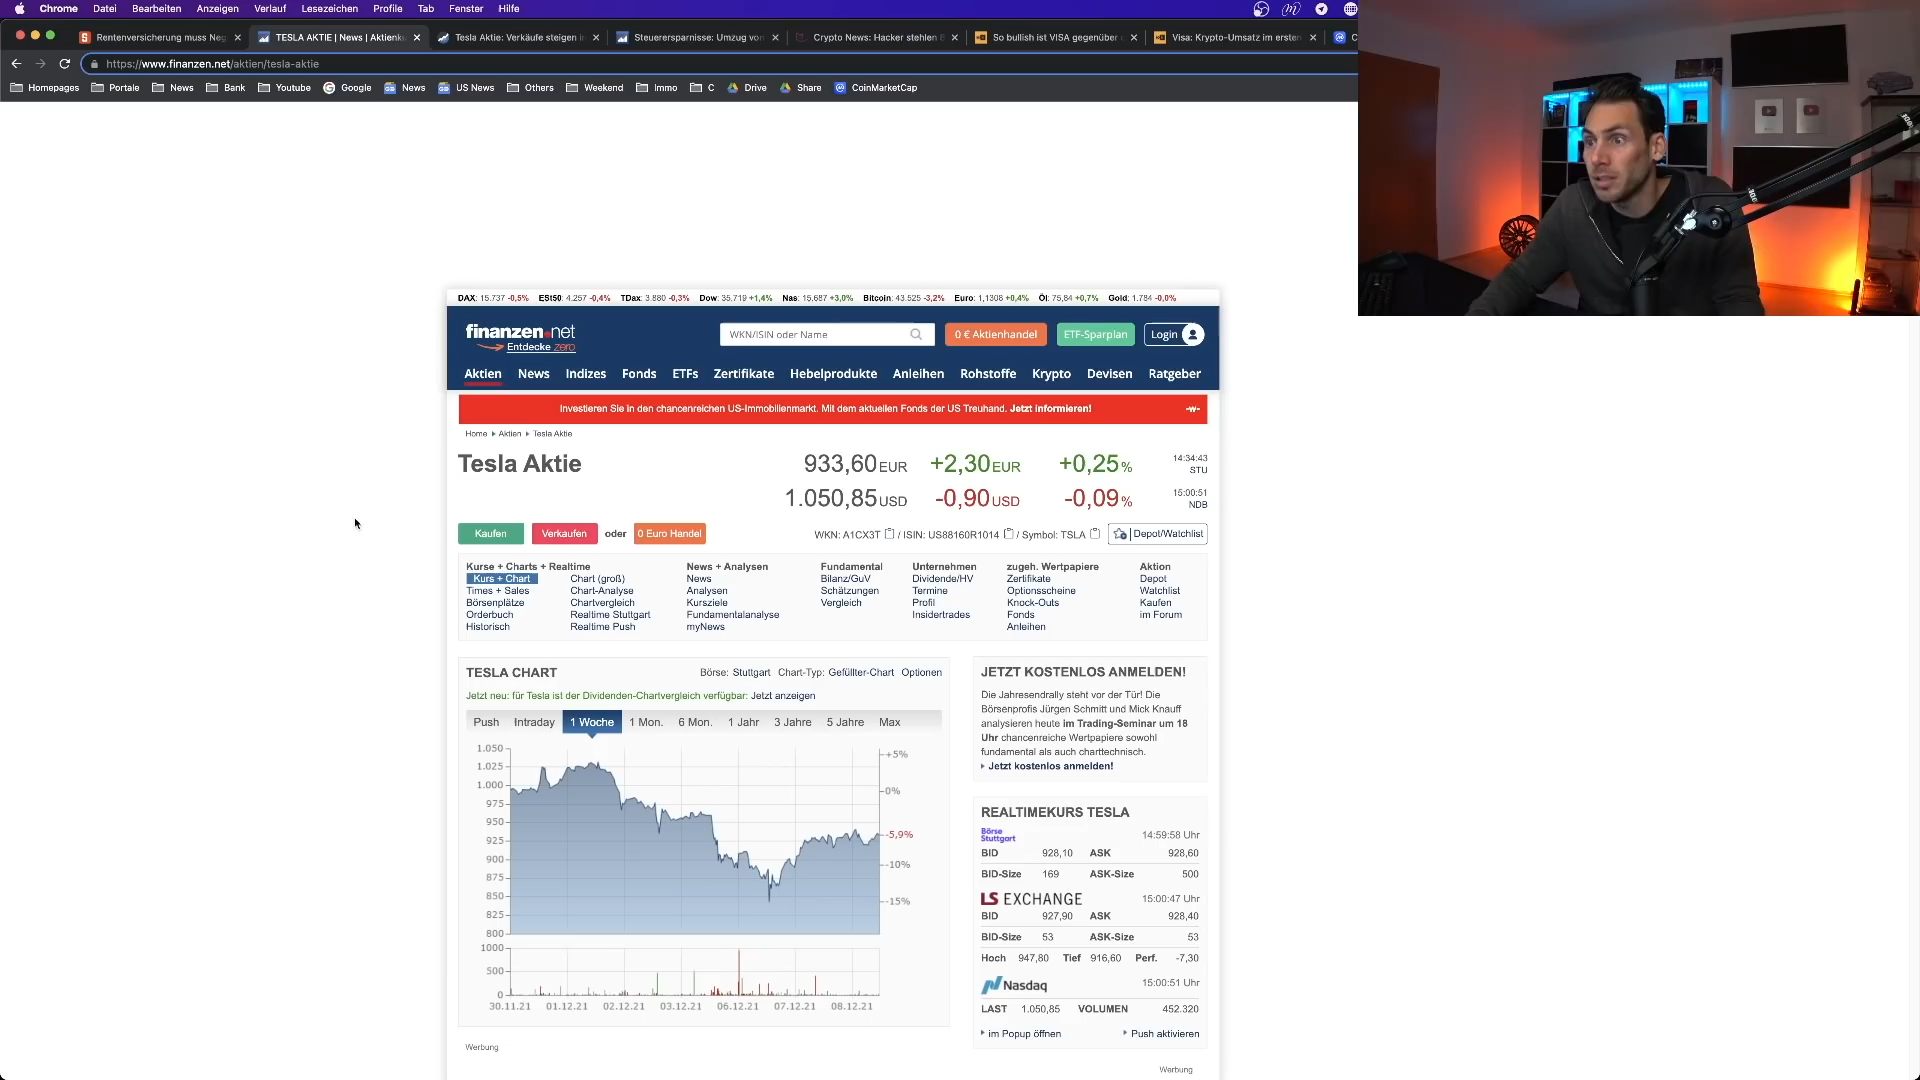 Chrome Datei Bearbeiten Anzeigen Verlauf Lesezeichen Profile Tab Fenster Hilfe
Rentenversicherung muss Neg
TESLA AKTIE | News | Aktienku
Tesla Aktie: Verkäufe steigen i
Steuerersparnisse: Umzug von
Crypto News: Hacker stehlen 8
So bullish ist VISA gegenüber
Visa: Krypto-Umsatz im ersten
C
https://www.finanzen.net/aktien/tesla-aktie
Homepages Portale News Bank Youtube Google News US News Others Weekend Immo C Drive Share CoinMarketCap
DAX: 15.737 -0,5% ESt50: 4.257 -0,4% TDax: 3.880 -0,3% Dow: 35.719 +1,4% Nas: 15.687 +3,0% Bitcoin: 43.525 -3,2% Euro: 1,1308 +0,4% Öl: 75,84 +0,7% Gold: 1.784 -0,0%
finanzen.net
Entdecke zero
WKN/ISIN oder Name
0 € Aktienhandel
ETF-Sparplan
Login
Aktien News Indizes Fonds ETFs Zertifikate Hebelprodukte Anleihen Rohstoffe Krypto Devisen Ratgeber
Investieren Sie in den chancenreichen US-Immobilienmarkt. Mit dem aktuellen Fonds der US Treuhand. Jetzt informieren!
Home Aktien Tesla Aktie
Tesla Aktie 933,60 EUR +2,30 EUR +0,25 % 14:34:43
STU
1.050,85 USD -0,90 USD -0,09 % 15:00:51
NDB
Kaufen Verkaufen oder 0 Euro Handel WKN: A1CX3T / ISIN: US88160R1014 / Symbol: TSLA Depot/Watchlist
Kurse + Charts + Realtime News + Analysen Fundamental Unternehmen zugeh. Wertpapiere Aktion
Kurs + Chart Chart (groß) News Bilanz/GuV Dividende/HV Zertifikate Depot
Times + Sales Chart-Analyse Analysen Schätzungen Termine Optionsscheine Watchlist
Börsenplätze Chartvergleich Kursziele Vergleich Profil Knock-Outs Kaufen
Orderbuch Realtime Stuttgart Fundamentalanalyse Insidertrades Fonds im Forum
Historisch Realtime Push myNews Anleihen
TESLA CHART Börse: Stuttgart Chart-Typ: Gefüllter-Chart Optionen
Jetzt neu: für Tesla ist der Dividenden-Chartvergleich verfügbar: Jetzt anzeigen
Push Intraday 1 Woche 1 Mon. 6 Mon. 1 Jahr 3 Jahre 5 Jahre Max
1.050
+5%
1.025
1.000
0%
975
950
925
-5,9%
900
-10%
875
850
-15%
825
800
1000
500
0
30.11.21 01.12.21 02.12.21 03.12.21 06.12.21 07.12.21 08.12.21
Werbung
JETZT KOSTENLOS ANMELDEN!
Die Jahresendrally steht vor der Tür! Die
Börsenprofis Jürgen Schmitt und Mick Knauff
analysieren heute im Trading-Seminar um 18
Uhr chancenreiche Wertpapiere sowohl
fundamental als auch charttechnisch.
Jetzt kostenlos anmelden!
REALTIMEKURS TESLA
Börse
Stuttgart
14:59:58 Uhr
BID 928,10 ASK 928,60
BID-Size 169 ASK-Size 500
LS EXCHANGE 15:00:47 Uhr
BID 927,90 ASK 928,40
BID-Size 53 ASK-Size 53
Hoch 947,80 Tief 916,60 Perf. -7,30
Nasdaq 15:00:51 Uhr
LAST 1.050,85 VOLUMEN 452.320
im Popup öffnen Push aktivieren
Werbung